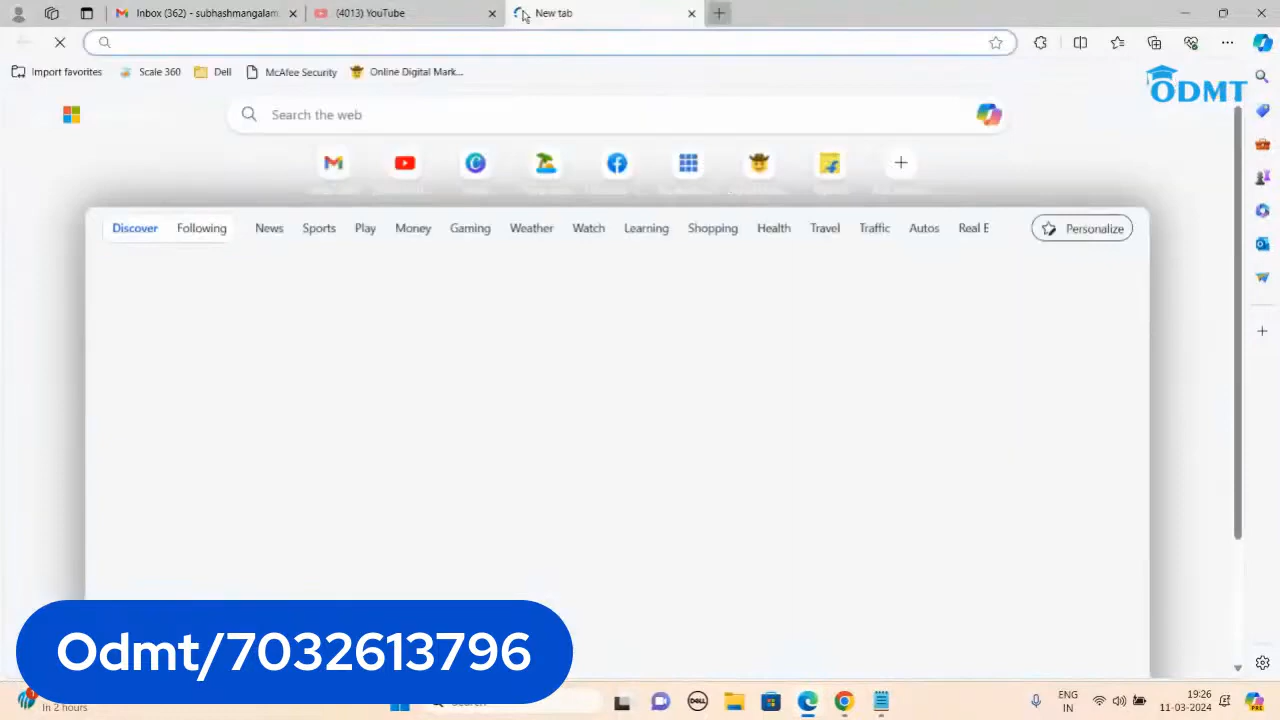 Inbox (362) - subhashmangalam
(4013) YouTube
New tab
Import favorites
Scale 360
Dell
McAfee Security
Online Digital Mark...
ODMT
Search the web
Discover
Following
News
Sports
Play
Money
Gaming
Weather
Watch
Learning
Shopping
Health
Travel
Traffic
Autos
Real E
Personalize
Odmt/7032613796
In 2 hours
Search
ENG
IN
19:26
11-03-2024